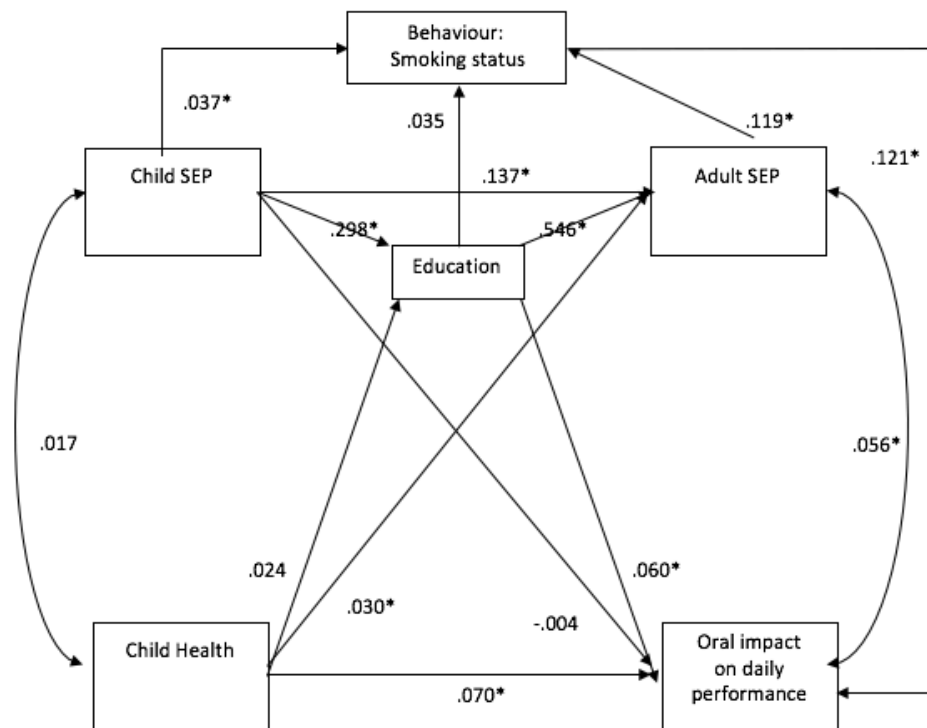 Behaviour:
Smoking status
.037*
.035
.119*
.121*
Child SEP
.137*
Adult SEP
.298*
.546*
Education
.017
.056*
.024
.060*
.030*
-.004
Child Health
Oral impact
on daily
performance
.070*